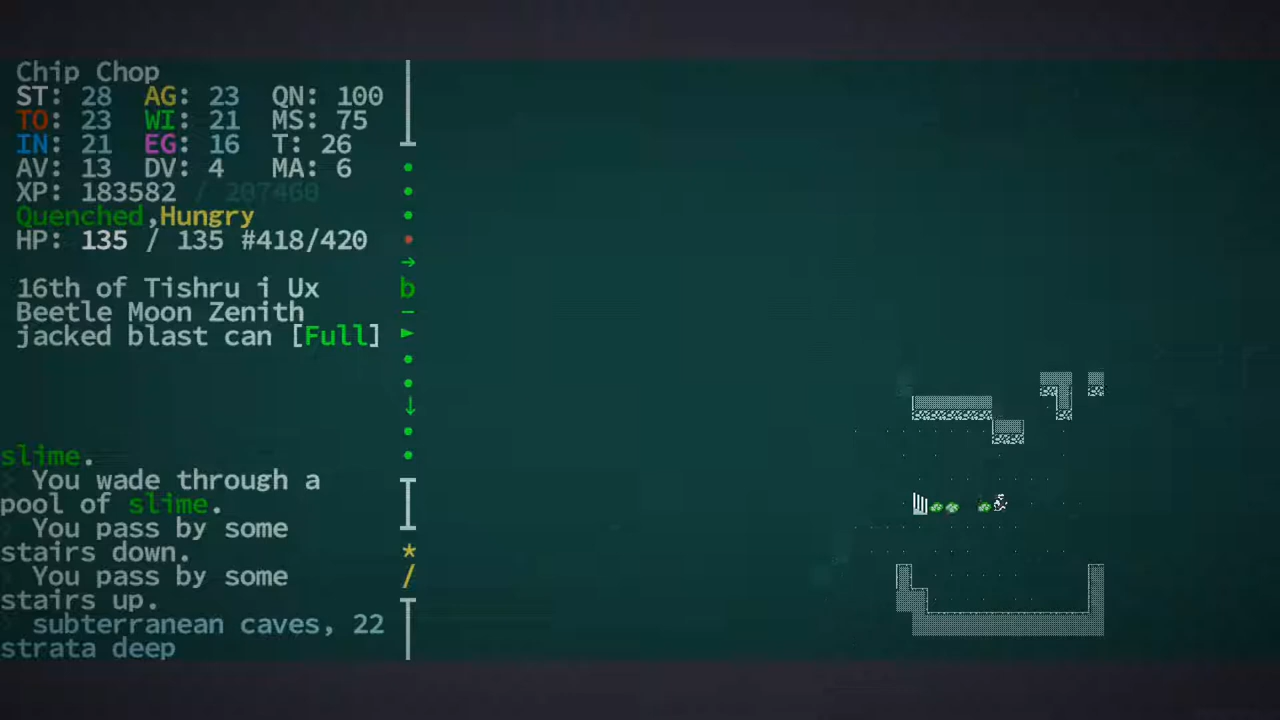 Chip Chop
ST: 28 AG: 23 QN: 100
TO: 23 WI: 21 MS: 75
IN: 21 EG: 16 T: 26
AV: 13 DV: 4 MA: 6
XP: 183582 / 207460
Quenched,Hungry
HP: 135 / 135 #418/420
16th of Tishru i Ux
Beetle Moon Zenith
jacked blast can [Full]
slime.
You wade through a
pool of slime.
You pass by some
stairs down.
You pass by some
stairs up.
subterranean caves, 22
strata deep
b
*
/